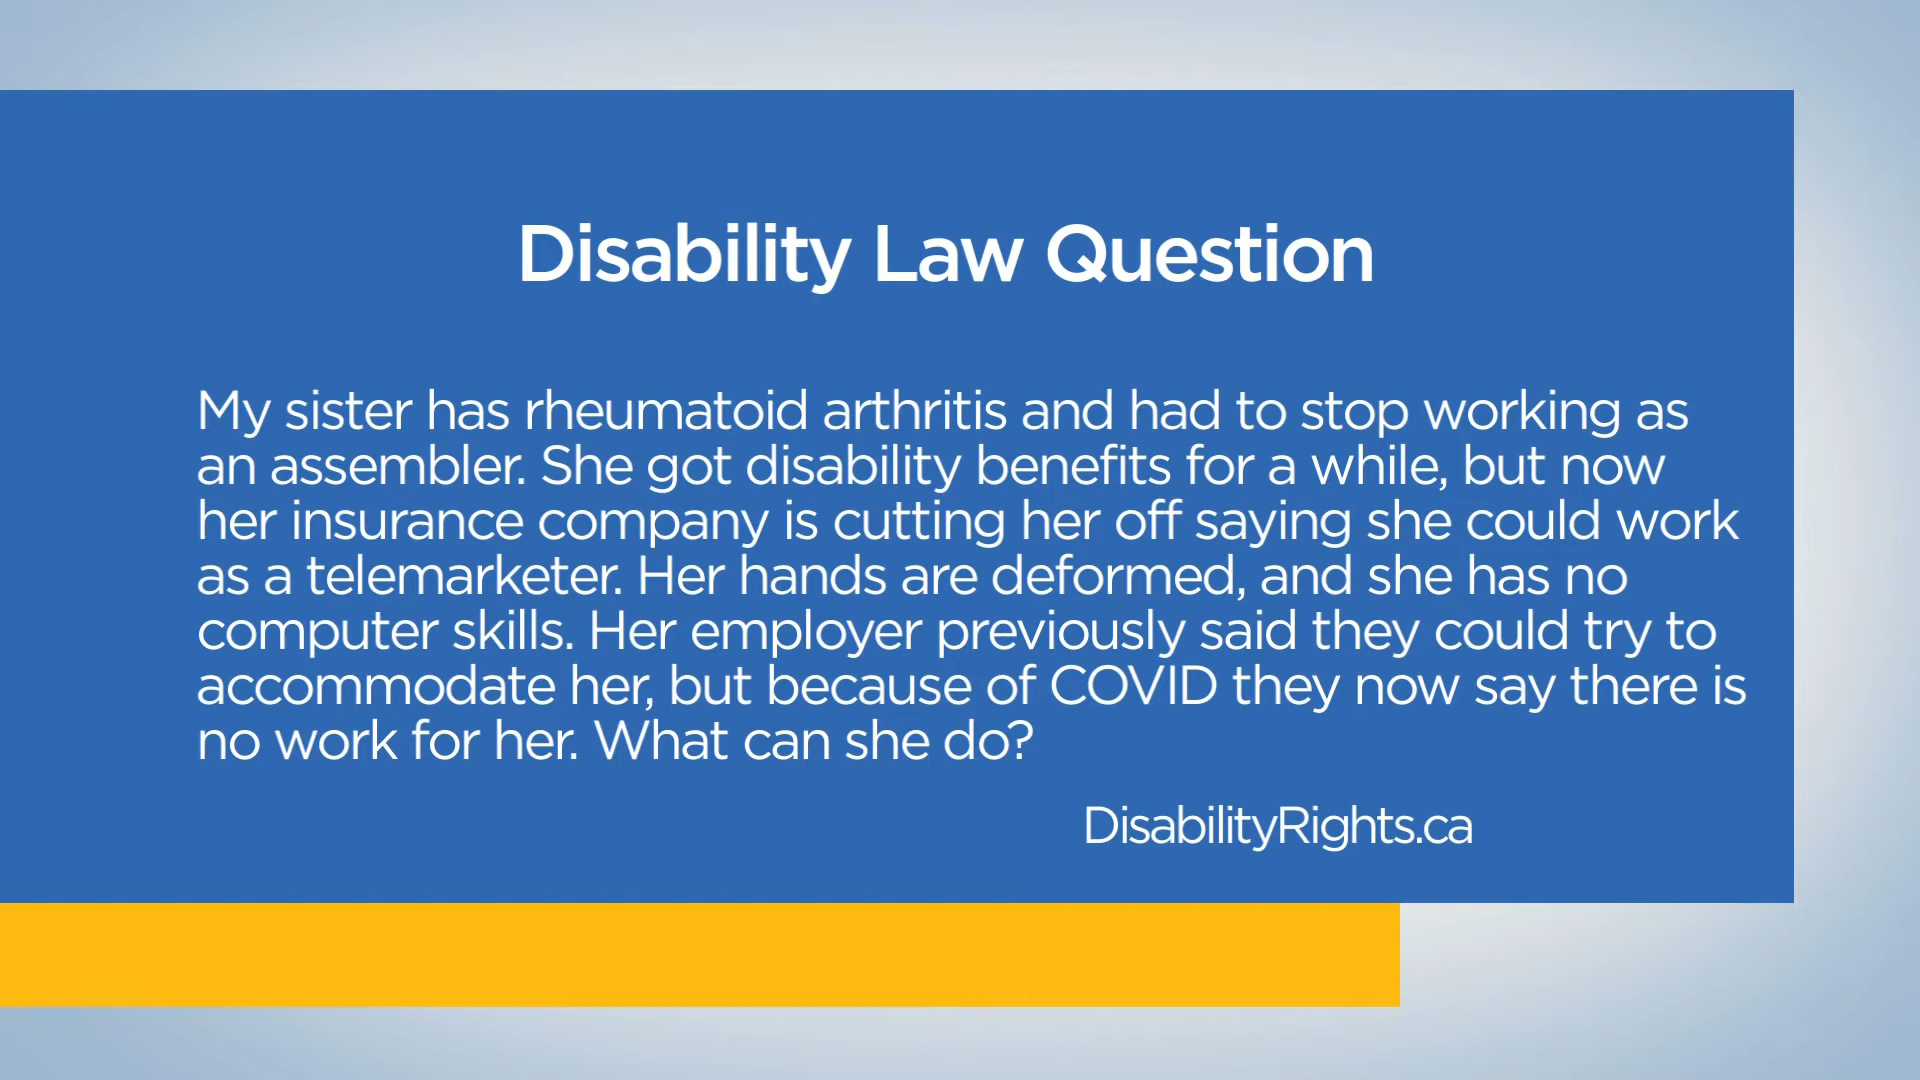 Disability Law Question
My sister has rheumatoid arthritis and had to stop working as
an assembler. She got disability benefits for a while, but now
her insurance company is cutting her off saying she could work
as a telemarketer. Her hands are deformed, and she has no
computer skills. Her employer previously said they could try to
accommodate her, but because of COVID they now say there is
no work for her. What can she do?
DisabilityRights.ca